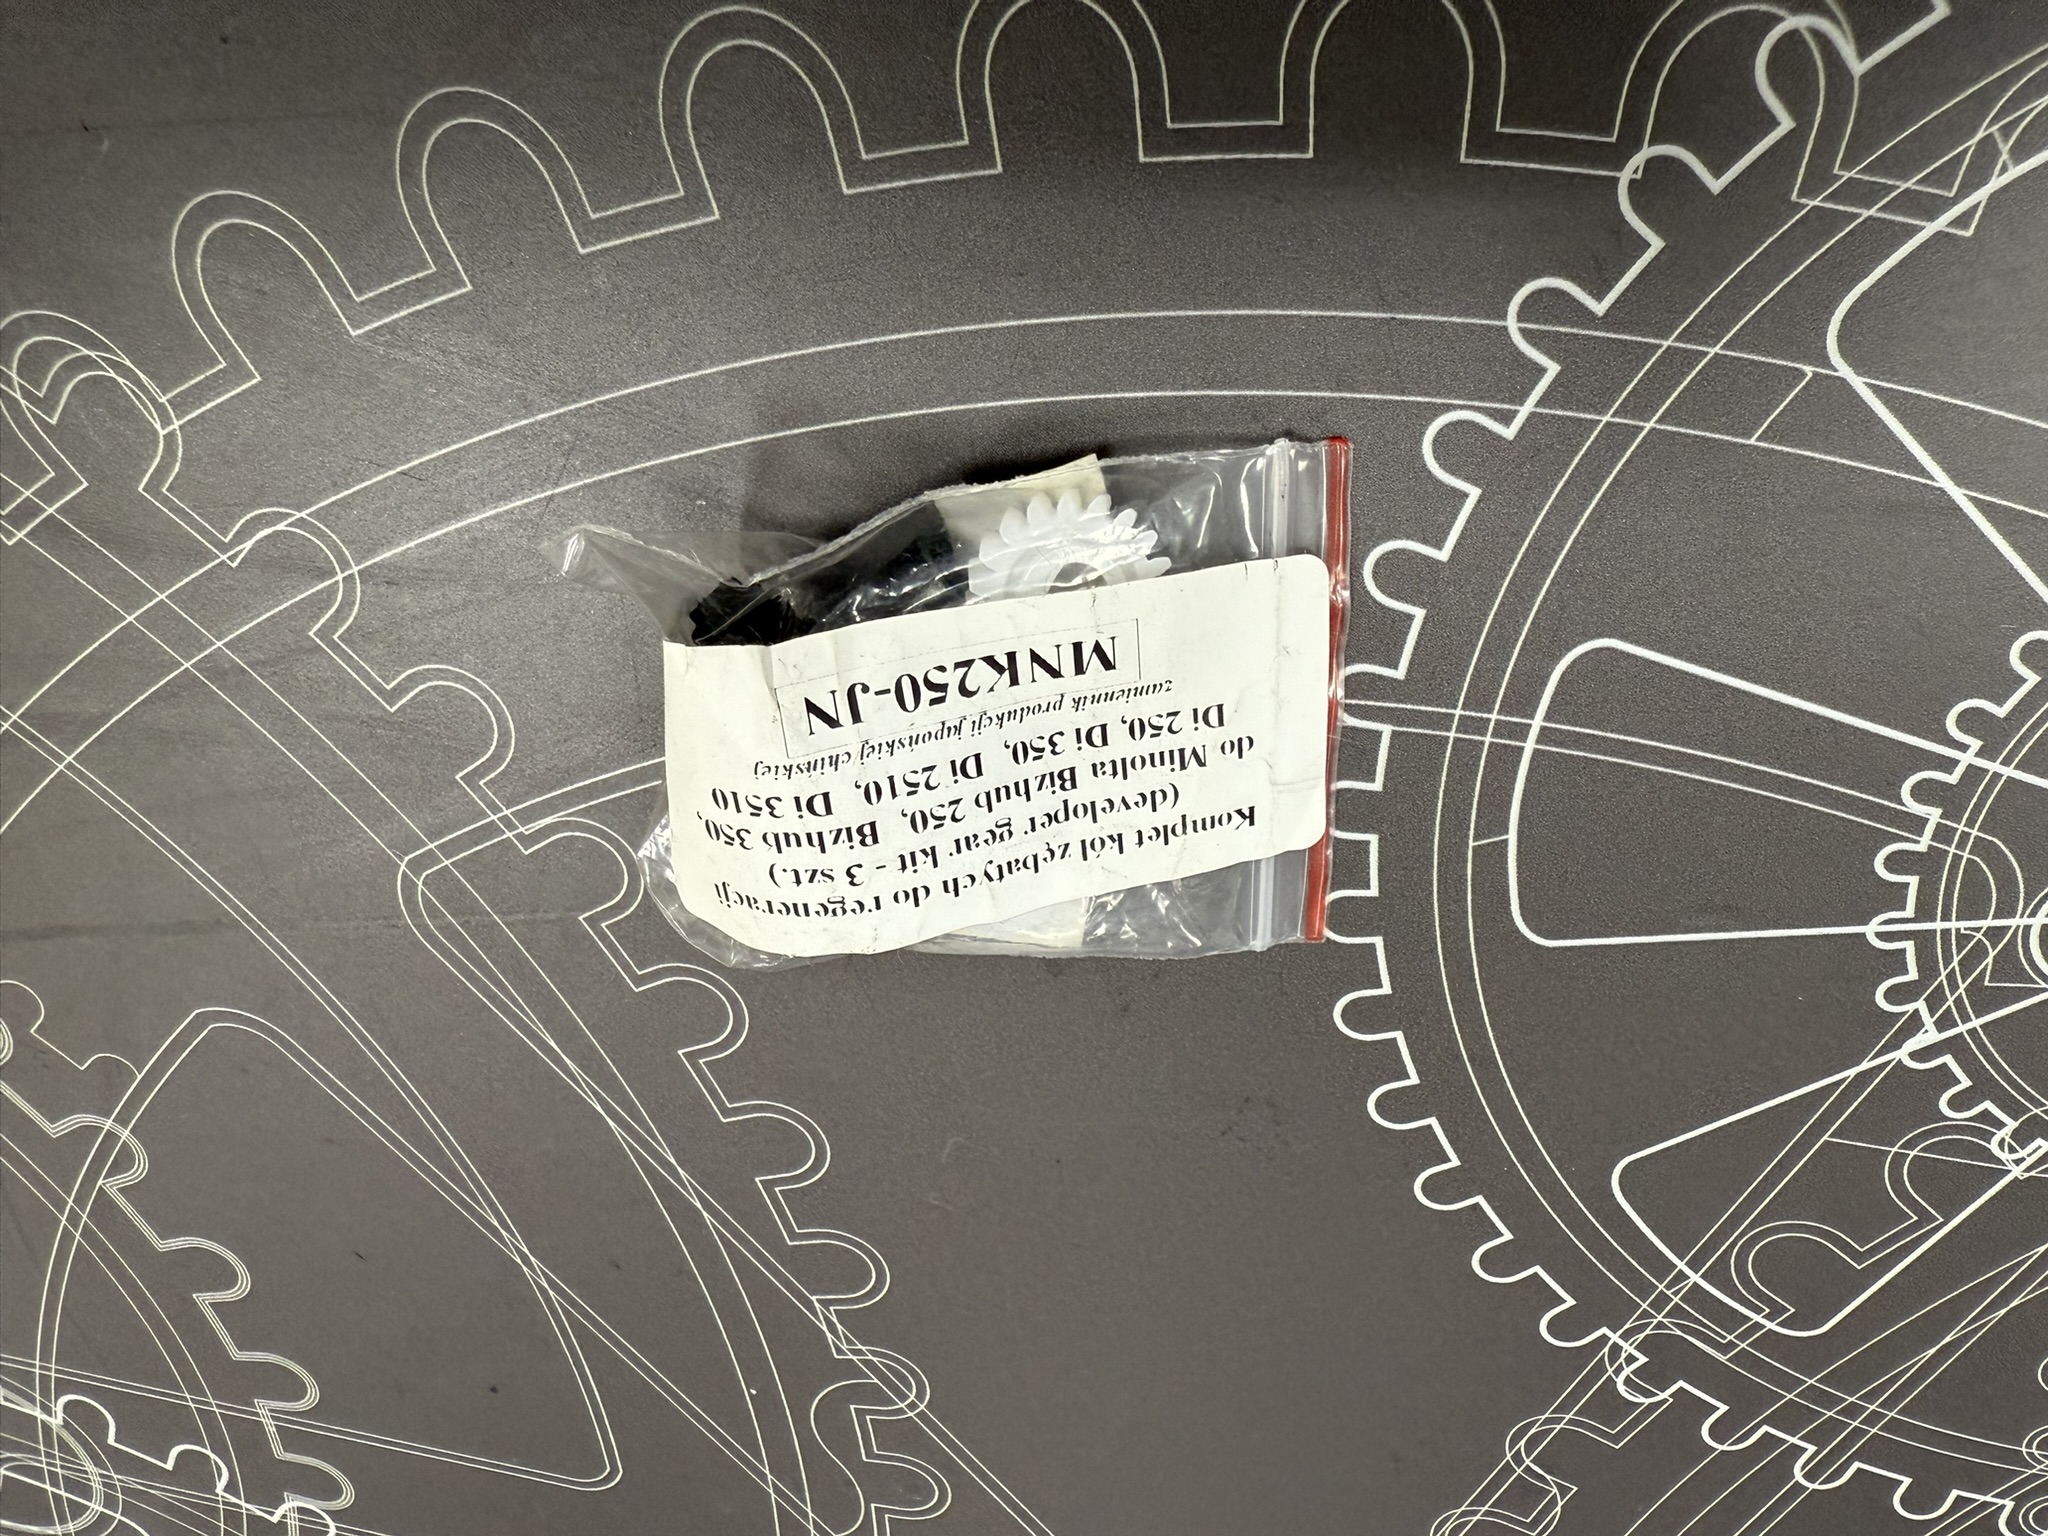 Komplet kół zębatych do regeneracji
(developer gear kit - 3 szt.)
do Minolta Bizhub 250, Bizhub 350,
Di 250, Di 350, Di 2510, Di 3510
zamiennik produkcji japońskiej/chińskiej
MNK250-JN